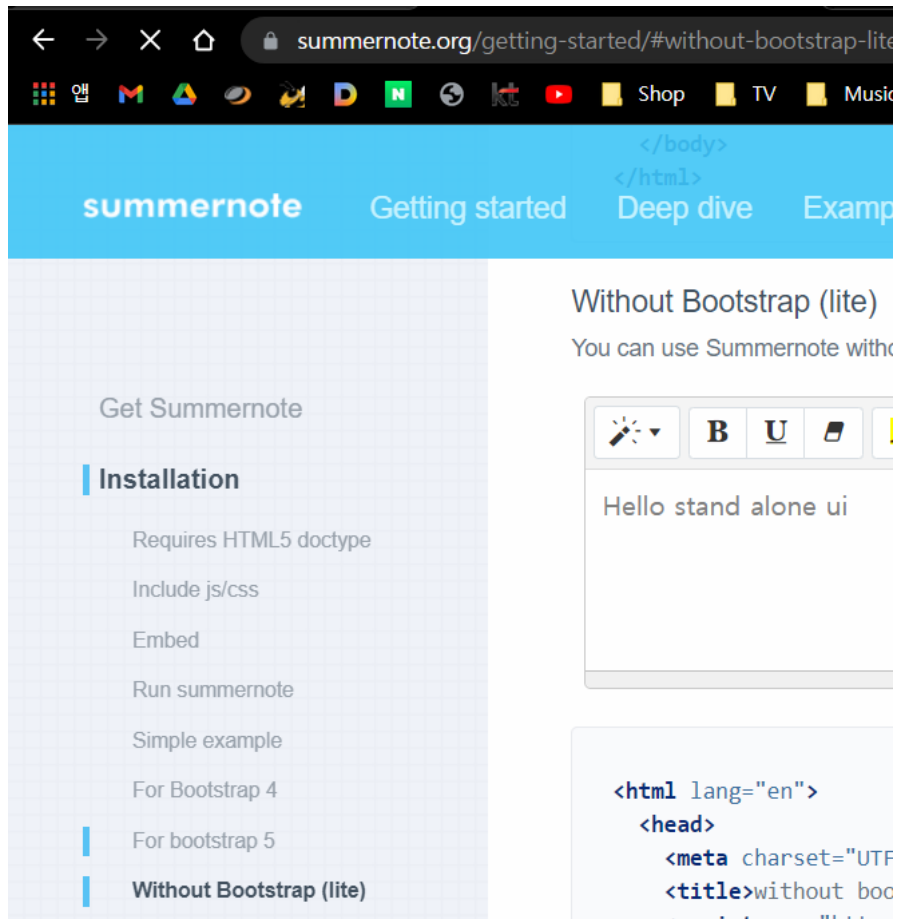 summernote.org/getting-started/#without-bootstrap-lite
앱
Shop
TV
Music
</body>
</html>
summernote
Getting started
Deep dive
Examp
Without Bootstrap (lite)
You can use Summernote witho
Get Summernote
B U
Hello stand alone ui
Installation
Requires HTML5 doctype
Include js/css
Embed
Run summernote
Simple example
For Bootstrap 4
For bootstrap 5
Without Bootstrap (lite)
<html lang="en">
<head>
<meta charset="UTF
<title>without boo